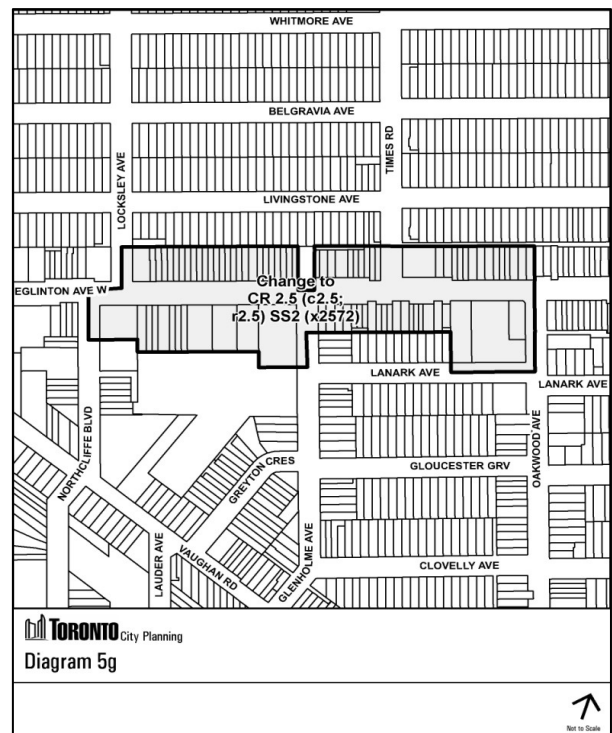 WHITMORE AVE
BELGRAVIA AVE
TIMES RD
LOCKSLEY AVE
LIVINGSTONE AVE
EGLINTON AVE W
Change to
CR 2.5 (c2.5;
r2.5) SS2 (x2572)
LANARK AVE
LANARK AVE
NORTHCLIFFE BLVD
GREYTON CRES
GLOUCESTER GRV
OAKWOOD AVE
LAUDER AVE
VAUGHAN RD
GLENHOLME AVE
CLOVELLY AVE
TORONTO City Planning
Diagram 5g
Not to Scale